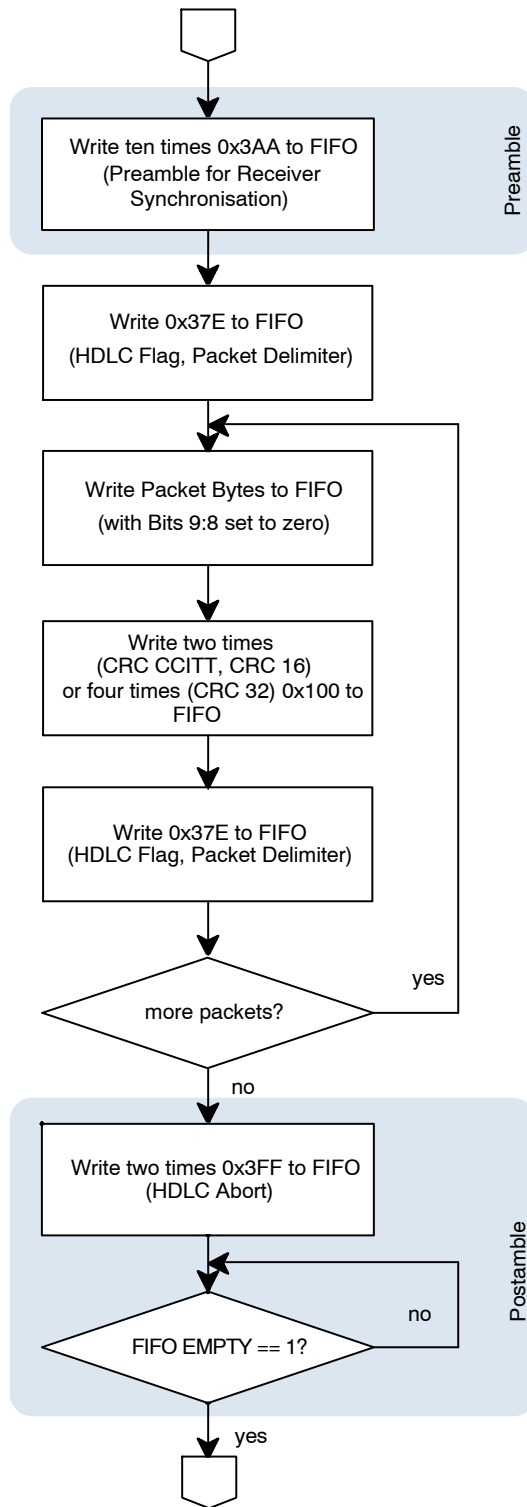 Write ten times 0x3AA to FIFO
(Preamble for Receiver
Synchronisation)
Preamble
Write 0x37E to FIFO
(HDLC Flag, Packet Delimiter)
Write Packet Bytes to FIFO
(with Bits 9:8 set to zero)
Write two times
(CRC CCITT, CRC 16)
or four times (CRC 32) 0x100 to
FIFO
Write 0x37E to FIFO
(HDLC Flag, Packet Delimiter)
more packets?
yes
no
Write two times 0x3FF to FIFO
(HDLC Abort)
Postamble
FIFO EMPTY == 1?
no
yes